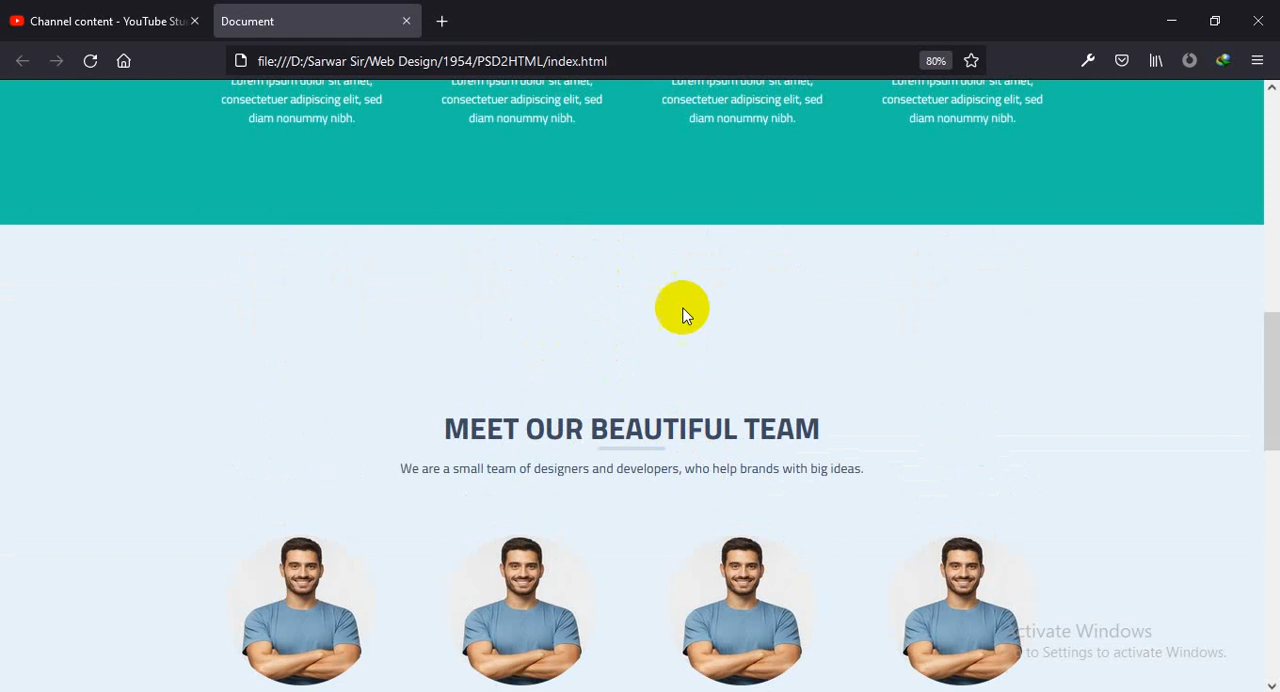 Channel content - YouTube Stu
Document
file:///D:/Sarwar Sir/Web Design/1954/PSD2HTML/index.html
80%
Lorem ipsum dolor sit amet, consectetuer adipiscing elit, sed diam nonummy nibh.
Lorem ipsum dolor sit amet, consectetuer adipiscing elit, sed diam nonummy nibh.
Lorem ipsum dolor sit amet, consectetuer adipiscing elit, sed diam nonummy nibh.
Lorem ipsum dolor sit amet, consectetuer adipiscing elit, sed diam nonummy nibh.
MEET OUR BEAUTIFUL TEAM
We are a small team of designers and developers, who help brands with big ideas.
ctivate Windows
to Settings to activate Windows.